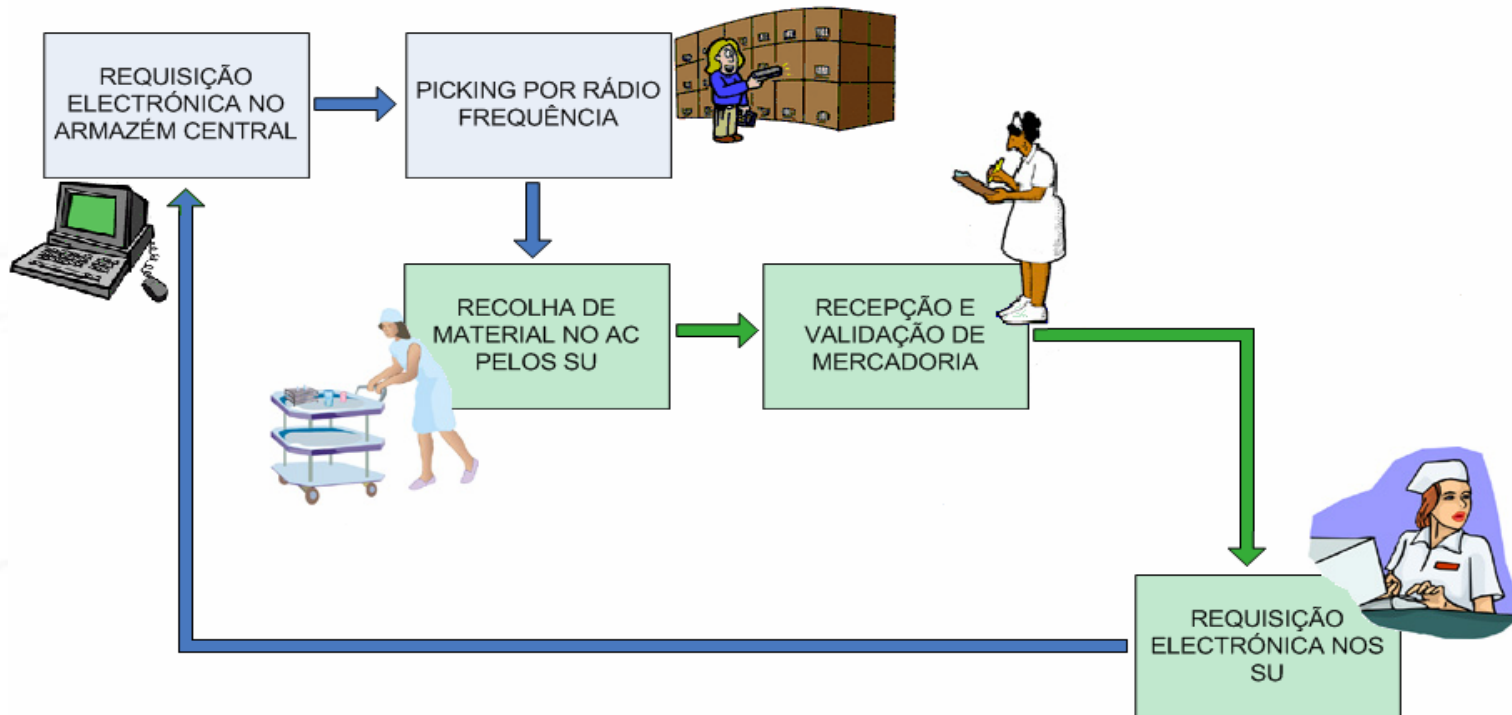 REQUISIÇÃO
ELECTRÓNICA NO
ARMAZÉM CENTRAL
PICKING POR RÁDIO
FREQUÊNCIA
RECOLHA DE
MATERIAL NO AC
PELOS SU
RECEPÇÃO E
VALIDAÇÃO DE
MERCADORIA
REQUISIÇÃO
ELECTRÓNICA NOS
SU